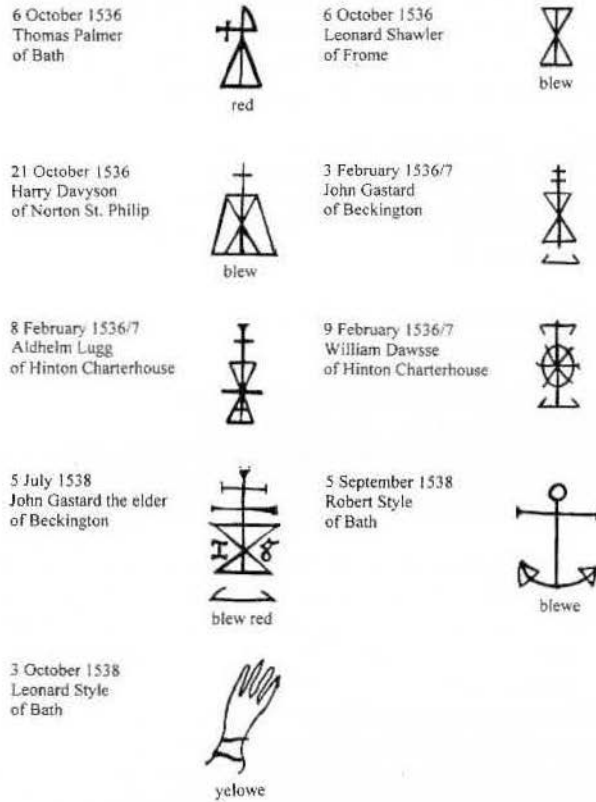 6 October 1536
Thomas Palmer
of Bath
red
6 October 1536
Leonard Shawler
of Frome
blew
21 October 1536
Harry Davyson
of Norton St. Philip
blew
3 February 1536/7
John Gastard
of Beckington
8 February 1536/7
Aldhelm Lugg
of Hinton Charterhouse
9 February 1536/7
William Dawsse
of Hinton Charterhouse
5 July 1538
John Gastard the elder
of Beckington
blew red
5 September 1538
Robert Style
of Bath
blewe
3 October 1538
Leonard Style
of Bath
yelowe